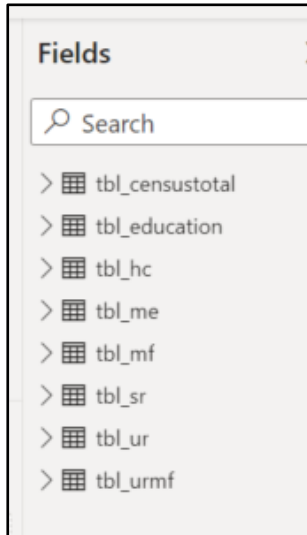 Fields
Search
tbl_censustotal
tbl_education
tbl_hc
tbl_me
tbl_mf
tbl_sr
tbl_ur
tbl_urmf